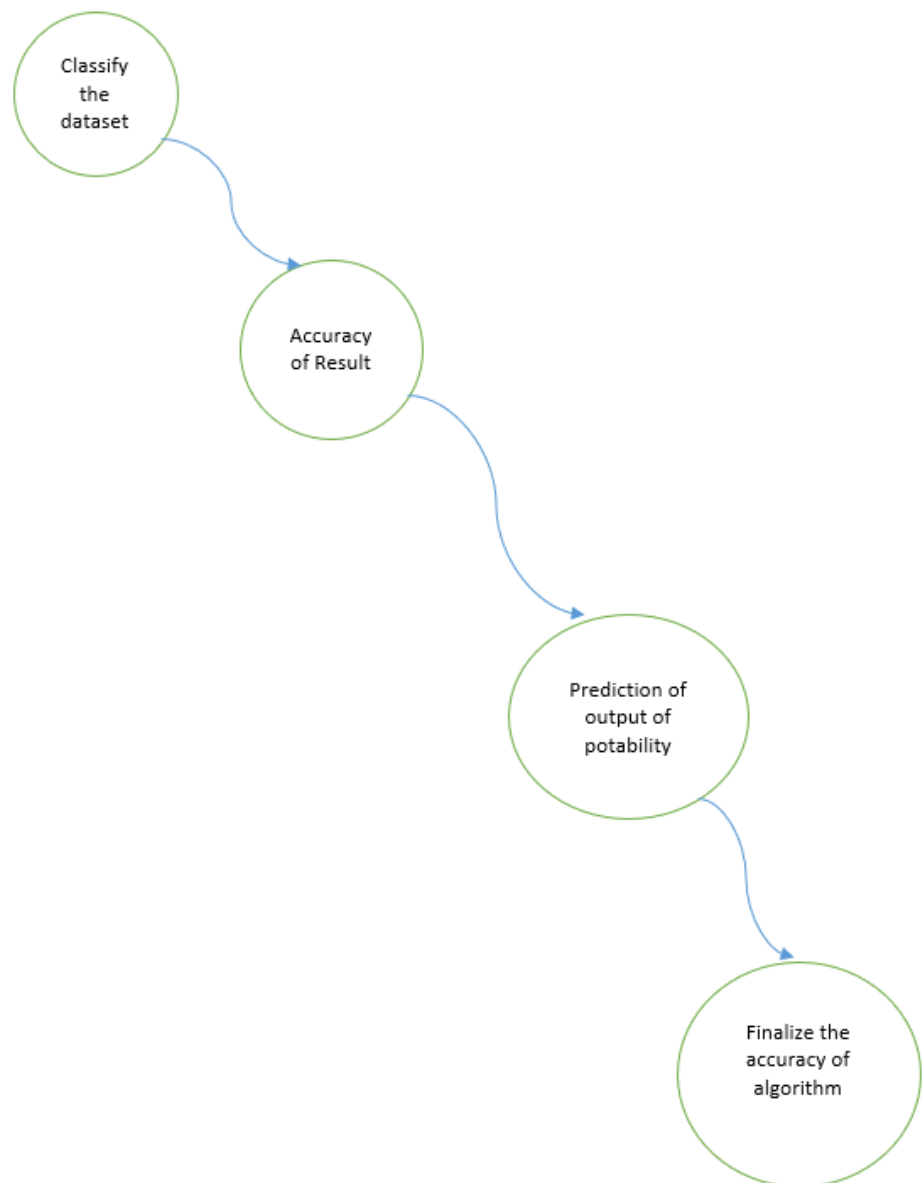 Classify
the
dataset
Accuracy
of Result
Prediction of
output of
potability
Finalize the
accuracy of
algorithm